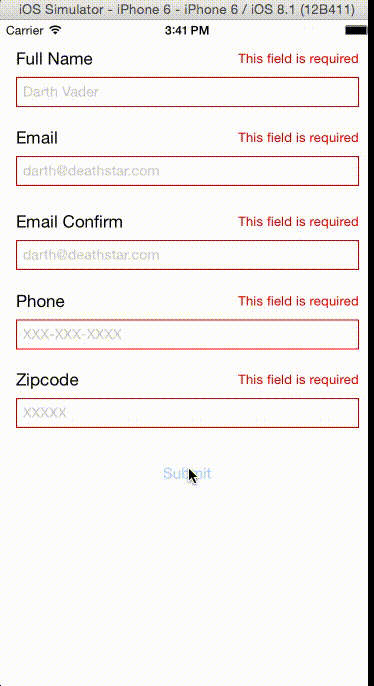 iOS Simulator - iPhone 6 - iPhone 6 / iOS 8.1 (12B411)
Carrier 3:41 PM
Full Name This field is required
Darth Vader
Email This field is required
darth@deathstar.com
Email Confirm This field is required
darth@deathstar.com
Phone This field is required
XXX-XXX-XXXX
Zipcode This field is required
XXXXX
Submit